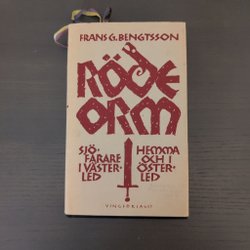 FRANS G. BENGTSSON
RÖDE
ORM
SJÖ-
FARARE
I VÄSTER-
LED
HEMMA
OCH I
ÖSTER-
LED